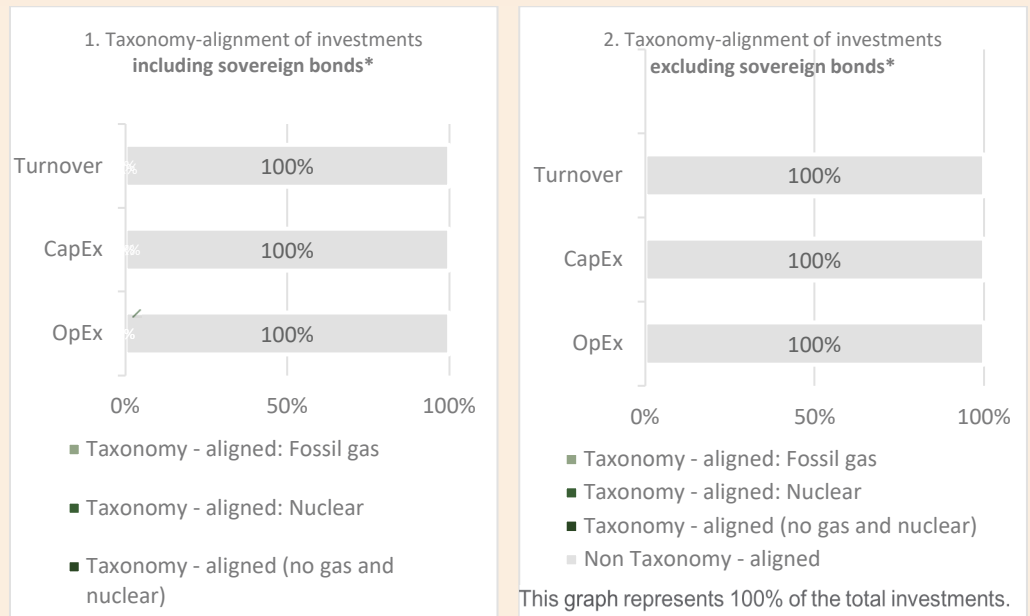 1. Taxonomy-alignment of investments
including sovereign bonds*
Turnover
%
100%
CapEx
%
100%
OpEx
%
100%
0%
50%
100%
Taxonomy - aligned: Fossil gas
Taxonomy - aligned: Nuclear
Taxonomy - aligned (no gas and
nuclear)
2. Taxonomy-alignment of investments
excluding sovereign bonds*
Turnover
100%
CapEx
100%
OpEx
100%
0%
50%
100%
Taxonomy - aligned: Fossil gas
Taxonomy - aligned: Nuclear
Taxonomy - aligned (no gas and nuclear)
Non Taxonomy - aligned
This graph represents 100% of the total investments.